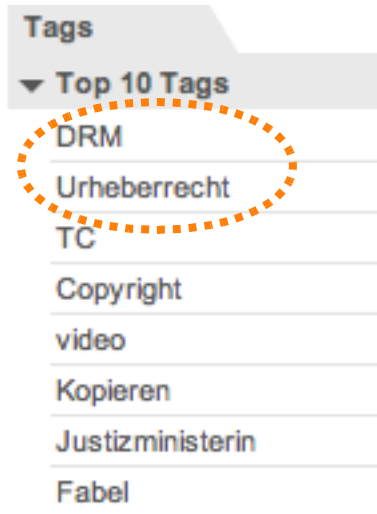 Tags
Top 10 Tags
DRM
Urheberrecht
TC
Copyright
video
Kopieren
Justizministerin
Fabel